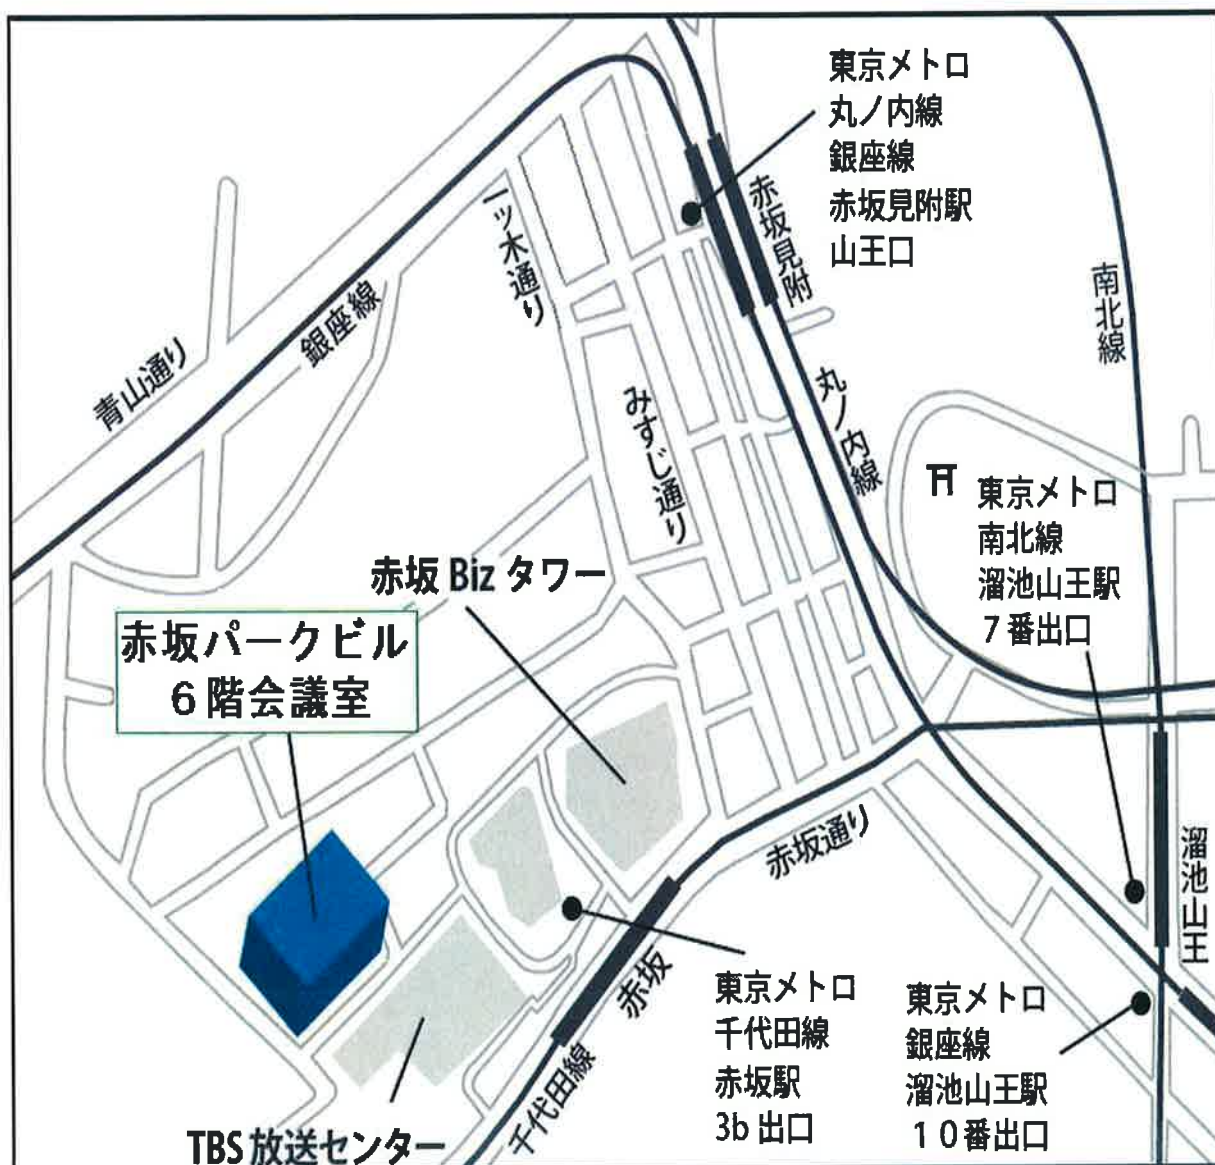 東京メトロ
丸ノ内線
銀座線
赤坂見附駅
山王口
赤坂見附
一ッ木通り
南北線
銀座線
青山通り
丸ノ内線
みすじ通り
东京メトロ
南北線
溜池山王駅
7番出口
赤坂 Biz タワー
赤坂パークビル
6階会議室
赤坂通り
溜池山王
赤坂
東京メトロ
千代田線
赤坂駅
3b 出口
東京メトロ
銀座線
溜池山王駅
10番出口
千代田線
TBS 放送センター